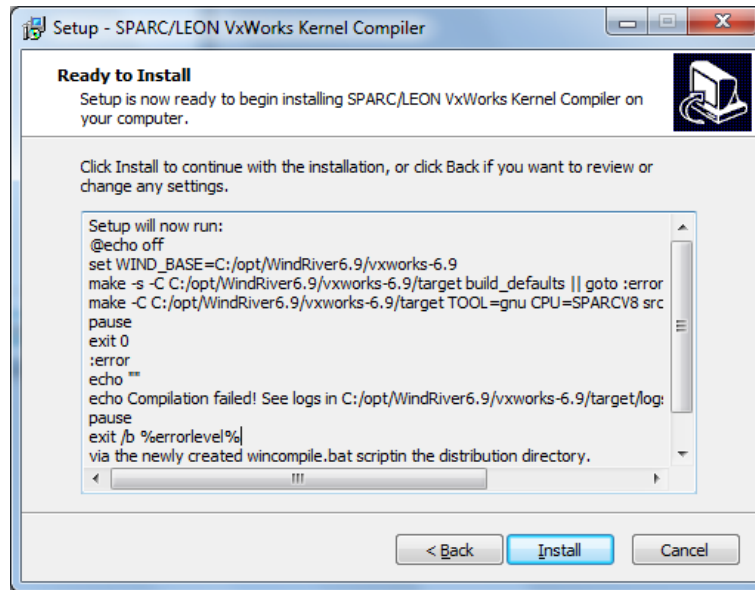 Setup - SPARC/LEON VxWorks Kernel Compiler
Ready to Install
Setup is now ready to begin installing SPARC/LEON VxWorks Kernel Compiler on
your computer.
Click Install to continue with the installation, or click Back if you want to review or
change any settings.
Setup will now run:
@echo off
set WIND_BASE=C:/opt/WindRiver6.9/vxworks-6.9
make -s -C C:/opt/WindRiver6.9/vxworks-6.9/target build_defaults || goto :error
make -C C:/opt/WindRiver6.9/vxworks-6.9/target TOOL=gnu CPU=SPARCV8 src
pause
exit 0
:error
echo ""
echo Compilation failed! See logs in C:/opt/WindRiver6.9/vxworks-6.9/target/log
pause
exit /b %errorlevel%
via the newly created wincompile.bat scriptin the distribution directory.
< Back Install Cancel